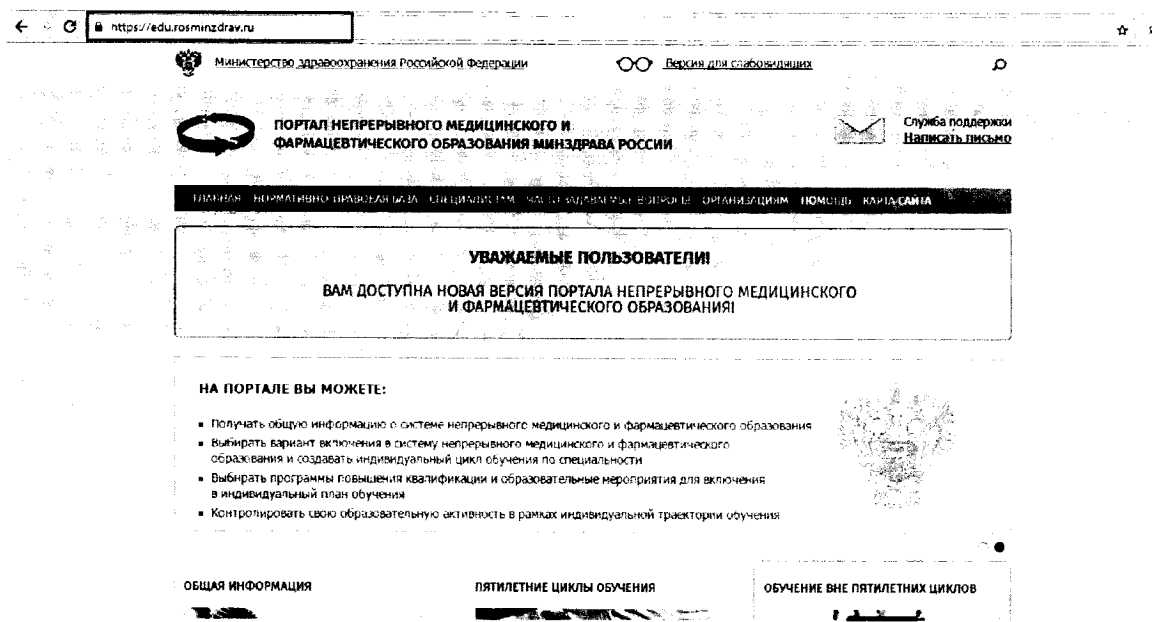 https://edu.rosminzdrav.ru
Министерство здравоохранения Российской Федерации
Версия для слабовидящих
ПОРТАЛ НЕПРЕРЫВНОГО МЕДИЦИНСКОГО И
ФАРМАЦЕВТИЧЕСКОГО ОБРАЗОВАНИЯ МИНЗДРАВА РОССИИ
Служба поддержки
Написать письмо
ГЛАВНАЯ НОРМАТИВНО-ПРАВОВАЯ БАЗА СПЕЦИАЛИСТАМ ЧАСТО ЗАДАВАЕМЫЕ ВОПРОСЫ ОРГАНИЗАЦИЯМ ПОМОЩЬ КАРТА САЙТА
УВАЖАЕМЫЕ ПОЛЬЗОВАТЕЛИ!
ВАМ ДОСТУПНА НОВАЯ ВЕРСИЯ ПОРТАЛА НЕПРЕРЫВНОГО МЕДИЦИНСКОГО
И ФАРМАЦЕВТИЧЕСКОГО ОБРАЗОВАНИЯ!
НА ПОРТАЛЕ ВЫ МОЖЕТЕ:
▪ Получать общую информацию о системе непрерывного медицинского и фармацевтического образования
▪ Выбирать вариант включения в систему непрерывного медицинского и фармацевтического
образования и создавать индивидуальный цикл обучения по специальности
▪ Выбирать программы повышения квалификации и образовательные мероприятия для включения
в индивидуальный план обучения
▪ Контролировать свою образовательную активность в рамках индивидуальной траектории обучения
ОБЩАЯ ИНФОРМАЦИЯ
ПЯТИЛЕТНИЕ ЦИКЛЫ ОБУЧЕНИЯ
ОБУЧЕНИЕ ВНЕ ПЯТИЛЕТНИХ ЦИКЛОВ